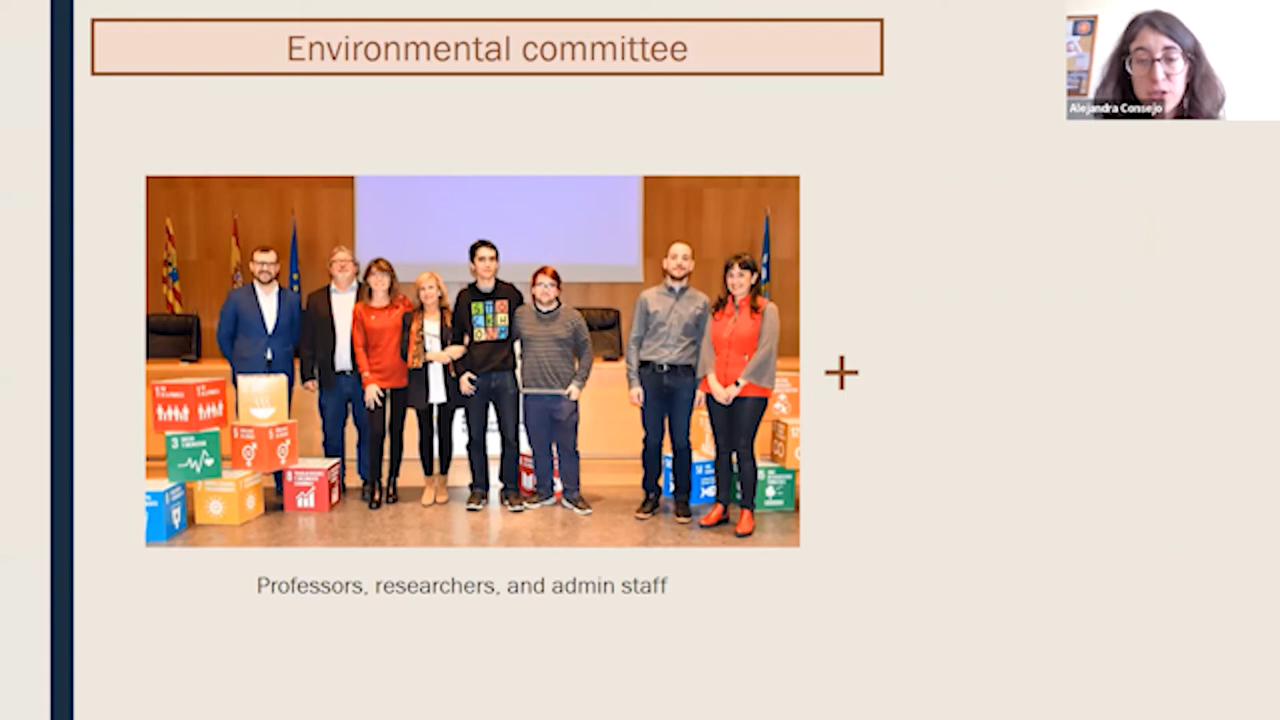 Environmental committee
Alejandra Consejo
+
Professors, researchers, and admin staff